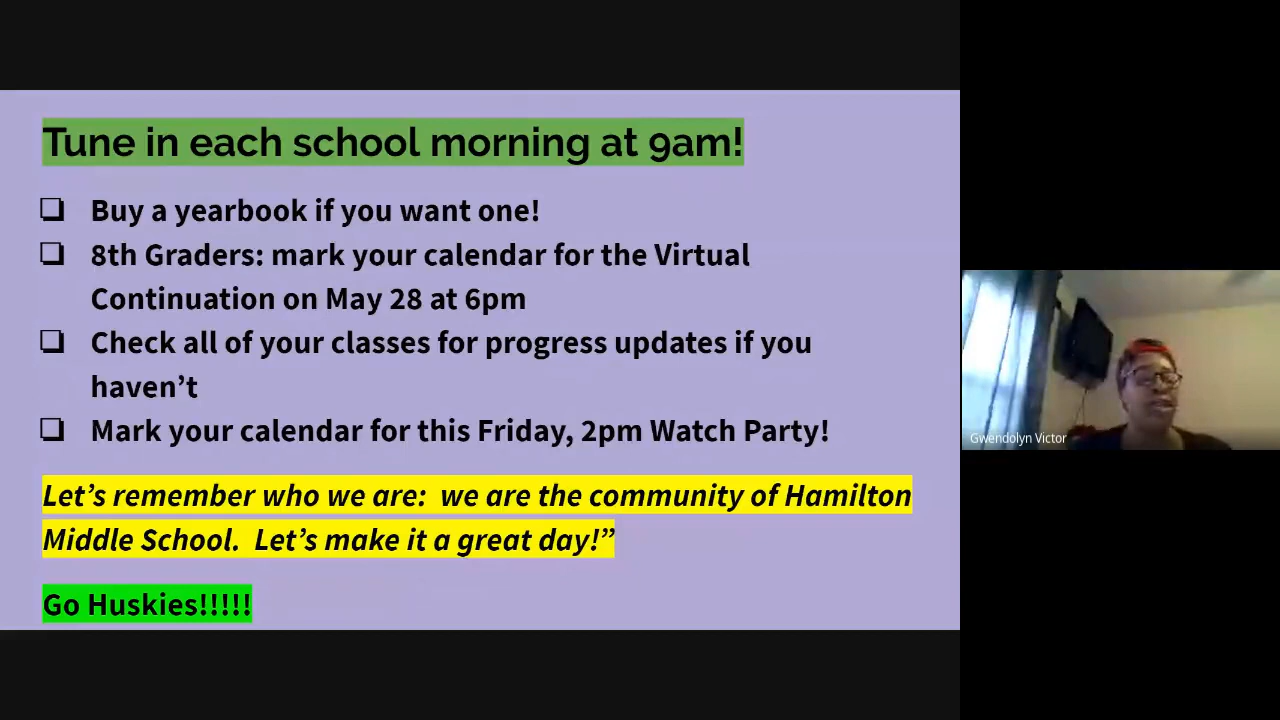 Tune in each school morning at 9am!
❏ Buy a yearbook if you want one!
❏ 8th Graders: mark your calendar for the Virtual
Continuation on May 28 at 6pm
❏ Check all of your classes for progress updates if you
haven’t
❏ Mark your calendar for this Friday, 2pm Watch Party!
Let’s remember who we are:  we are the community of Hamilton
Middle School.  Let’s make it a great day!”
Go Huskies!!!!!
Gwendolyn Victor